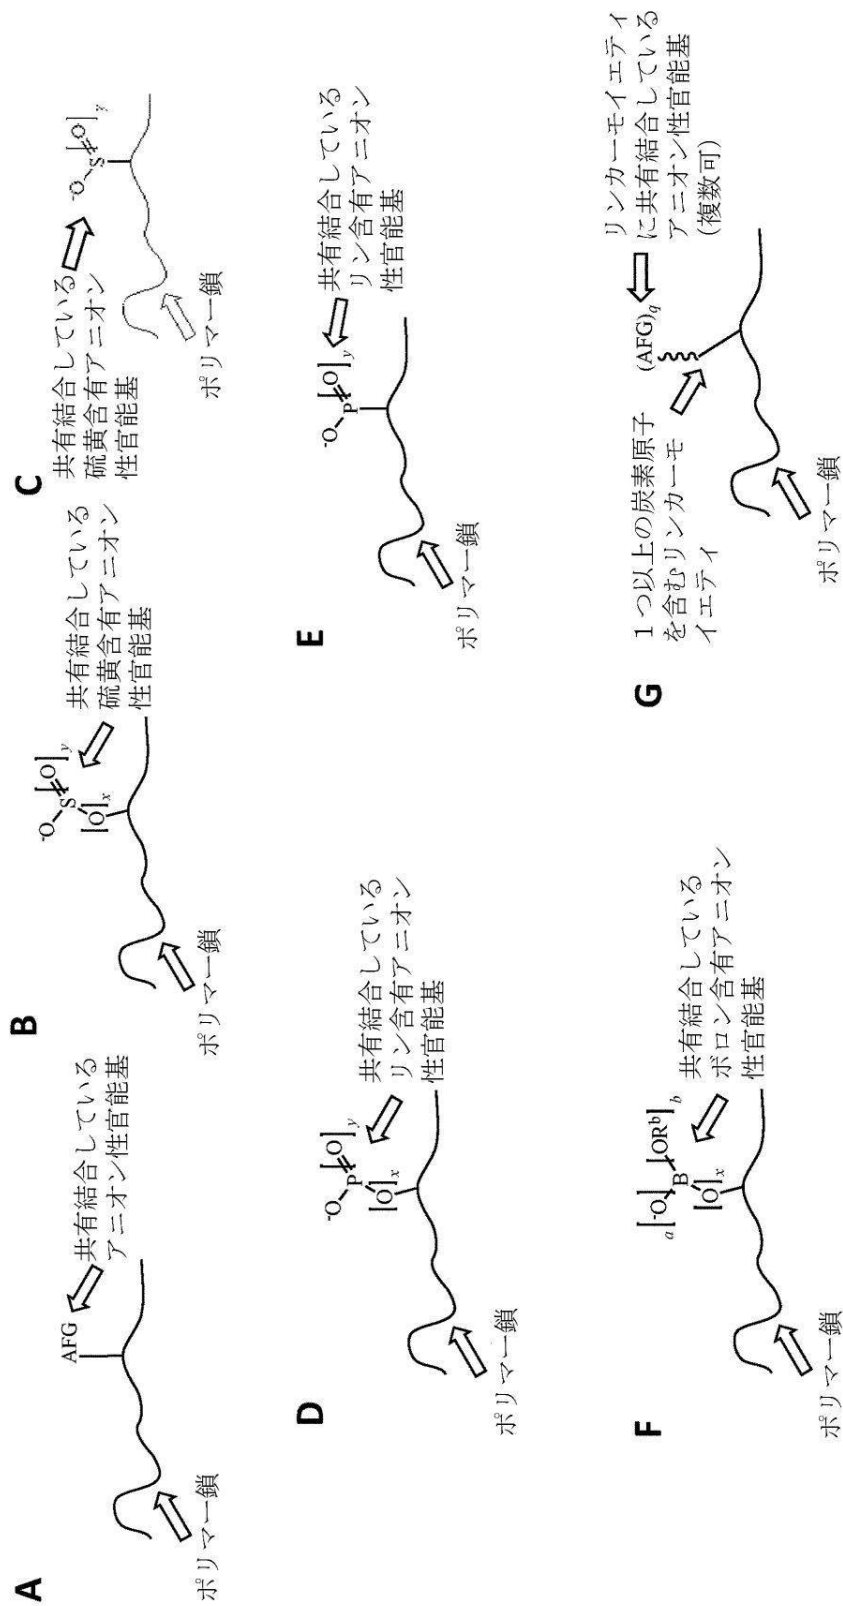 A
AFG
共有結合している
アニオン性官能基
ポリマー鎖
B
-O
S
[O]y
[O]x
共有結合している
硫黄含有アニオン
性官能基
ポリマー鎖
C
共有結合している
硫黄含有アニオン
性官能基
-O
S
[O]y
ポリマー鎖
D
-O
P
[O]y
[O]x
共有結合している
リン含有アニオン
性官能基
ポリマー鎖
E
-O
P
[O]y
共有結合している
リン含有アニオン
性官能基
ポリマー鎖
F
a[-O]
B
[ORb]b
[O]x
共有結合している
ボロン含有アニオン
性官能基
ポリマー鎖
G
1つ以上の炭素原子
を含むリンカーモ
イエティ
(AFG)q
リンカーモイエティ
に共有結合している
アニオン性官能基
(複数可)
ポリマー鎖